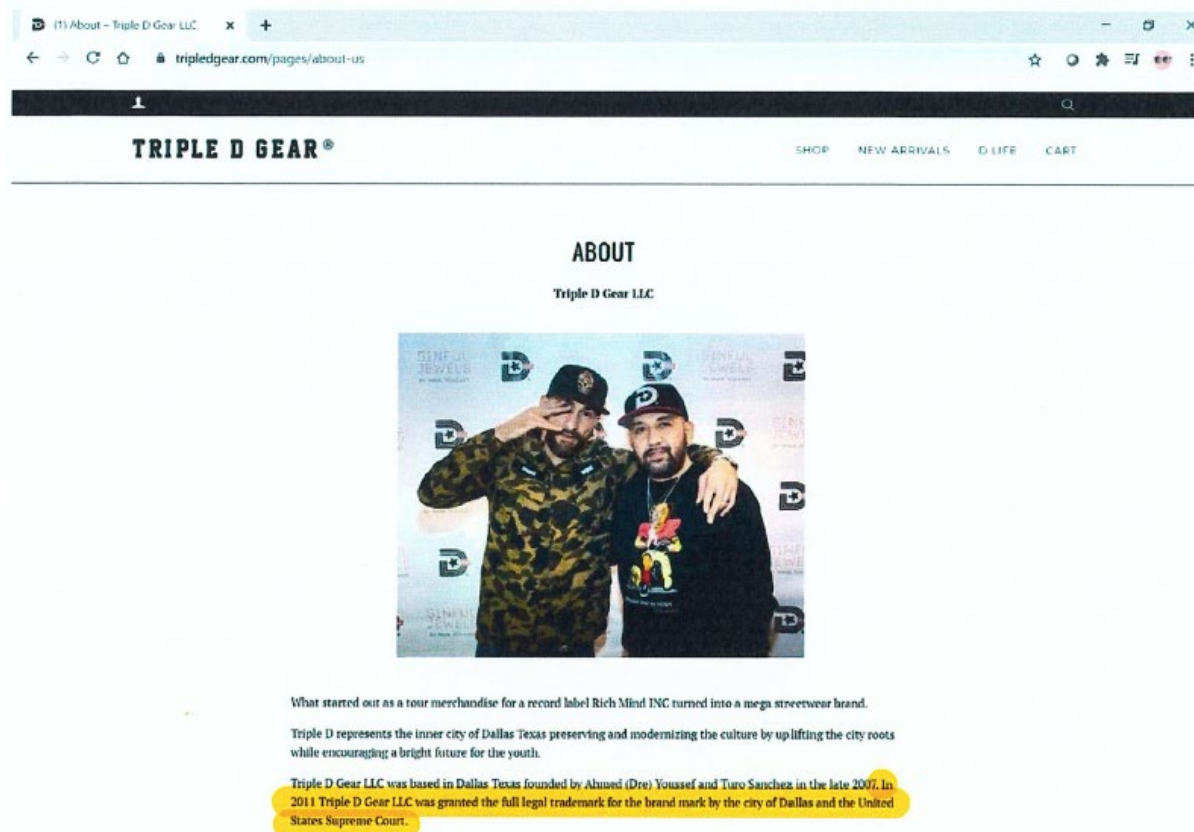 (1) About – Triple D Gear LLC x +
tripledgear.com/pages/about-us
TRIPLE D GEAR®
SHOP NEW ARRIVALS D LIFE CART
ABOUT
Triple D Gear LLC
SINFUL JEWELS
What started out as a tour merchandise for a record label Rich Mind INC turned into a mega streetwear brand.
Triple D represents the inner city of Dallas Texas preserving and modernizing the culture by uplifting the city roots
while encouraging a bright future for the youth.
Triple D Gear LLC was based in Dallas Texas founded by Ahmed (Dre) Youssef and Turo Sanchez in the late 2007. In
2011 Triple D Gear LLC was granted the full legal trademark for the brand mark by the city of Dallas and the United
States Supreme Court.